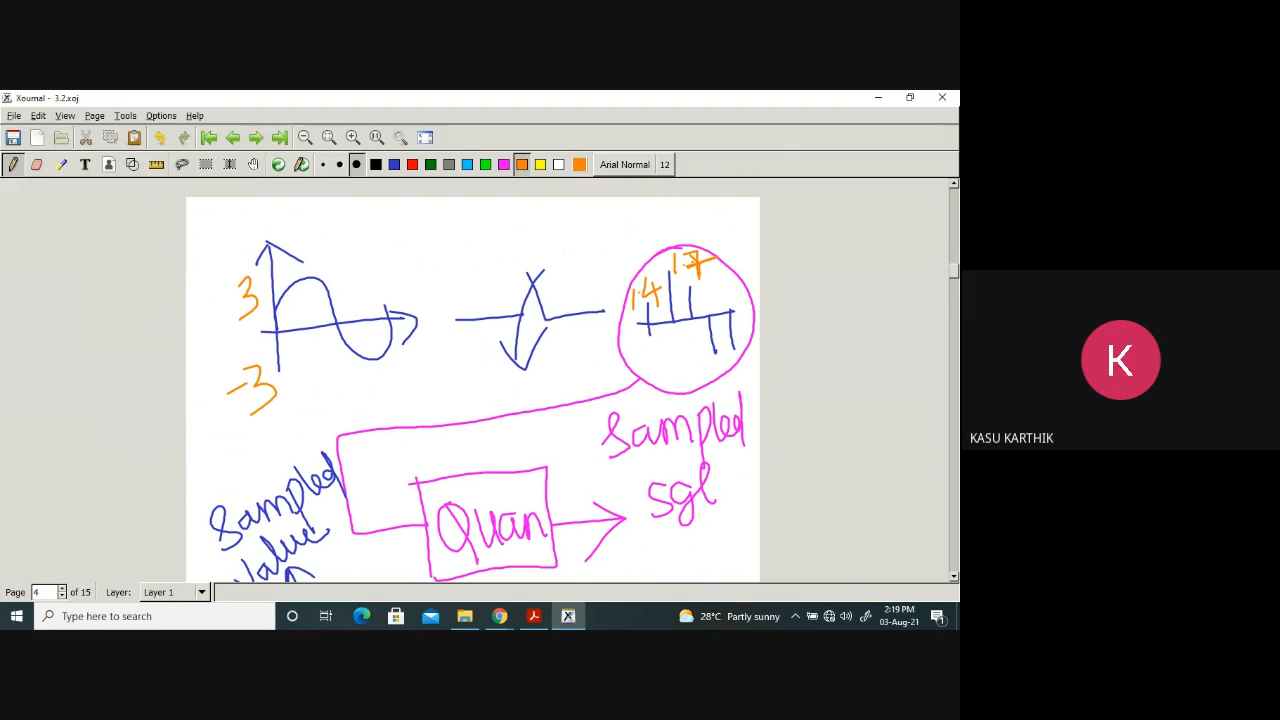 Xournal - 3.2.xoj
File Edit View Page Tools Options Help
Arial Normal 12
3
-3
1.4
1.7
Sampled
sgl
Sampled
value
Quan
K
KASU KARTHIK
Page 4 of 15 Layer: Layer 1
Type here to search
28°C Partly sunny
2:19 PM
03-Aug-21
1